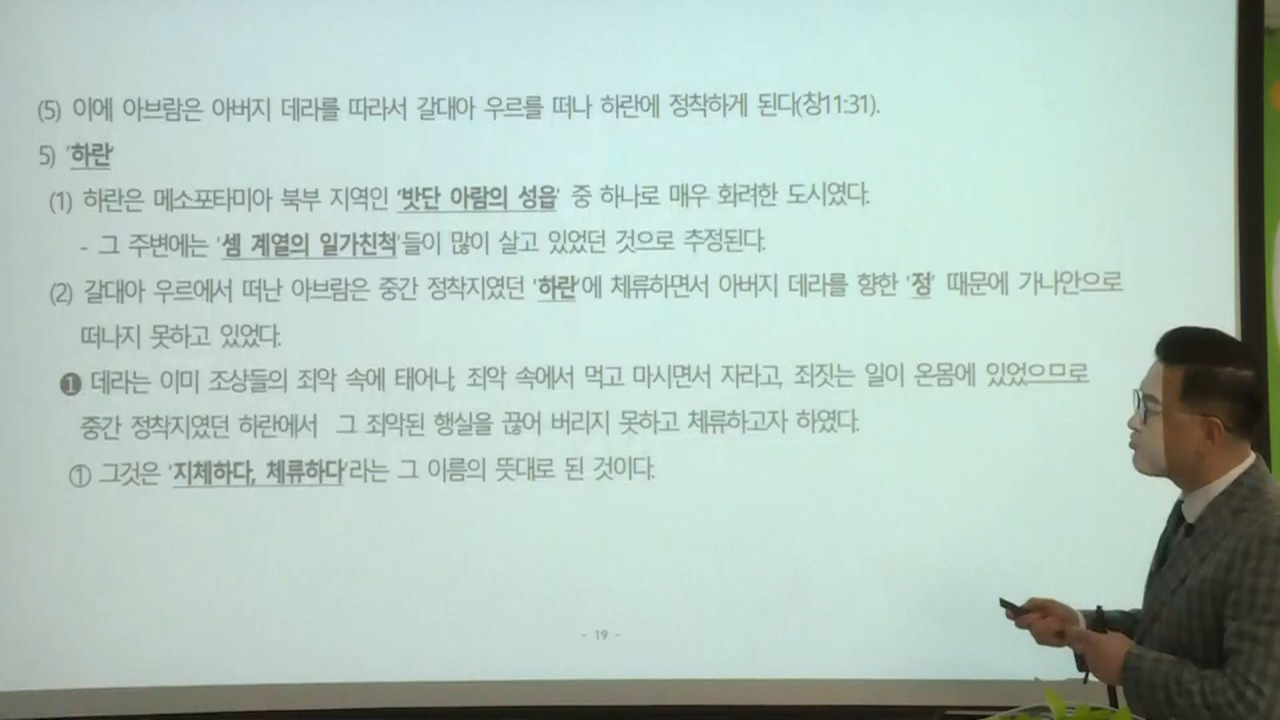 (5) 이에 아브람은 아버지 데라를 따라서 갈대아 우르를 떠나 하란에 정착하게 된다(창11:31).
5) '하란'
(1) 하란은 메소포타미아 북부 지역인 '밧단 아람의 성읍' 중 하나로 매우 화려한 도시였다.
- 그 주변에는 '셈 계열의 일가친척'들이 많이 살고 있었던 것으로 추정된다.
(2) 갈대아 우르에서 떠난 아브람은 중간 정착지였던 '하란'에 체류하면서 아버지 데라를 향한 '정' 때문에 가나안으로
떠나지 못하고 있었다.
❶ 데라는 이미 조상들의 죄악 속에 태어나, 죄악 속에서 먹고 마시면서 자라고, 죄짓는 일이 온몸에 있었으므로
중간 정착지였던 하란에서 그 죄악된 행실을 끊어 버리지 못하고 체류하고자 하였다.
① 그것은 '지체하다, 체류하다'라는 그 이름의 뜻대로 된 것이다.
- 19 -